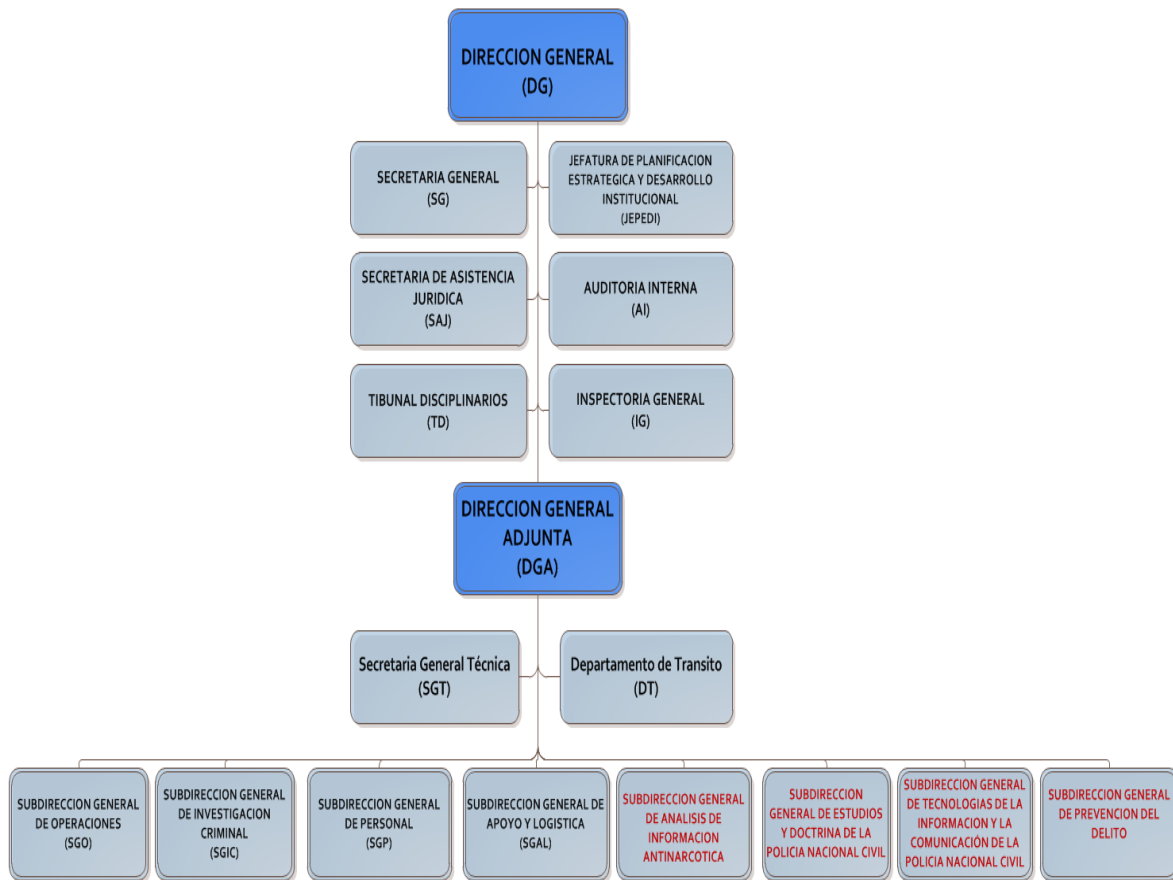 DIRECCION GENERAL
(DG)
SECRETARIA GENERAL
(SG)
JEFATURA DE PLANIFICACION
ESTRATEGICA Y DESARROLLO
INSTITUCIONAL
(JEPEDI)
SECRETARIA DE ASISTENCIA
JURIDICA
(SAJ)
AUDITORIA INTERNA
(AI)
TIBUNAL DISCIPLINARIOS
(TD)
INSPECTORIA GENERAL
(IG)
DIRECCION GENERAL
ADJUNTA
(DGA)
Secretaria General Técnica
(SGT)
Departamento de Transito
(DT)
SUBDIRECCION GENERAL
DE OPERACIONES
(SGO)
SUBDIRECCION GENERAL
DE INVESTIGACION
CRIMINAL
(SGIC)
SUBDIRECCION GENERAL
DE PERSONAL
(SGP)
SUBDIRECCION GENERAL DE
APOYO Y LOGISTICA
(SGAL)
SUBDIRECCION GENERAL
DE ANALISIS DE
INFORMACION
ANTINARCOTICA
SUBDIRECCION
GENERAL DE ESTUDIOS
Y DOCTRINA DE LA
POLICIA NACIONAL CIVIL
SUBDIRECCION GENERAL
DE TECNOLOGIAS DE LA
INFORMACION Y LA
COMUNICACIÓN DE LA
POLICIA NACIONAL CIVIL
SUBDIRECCION GENERAL
DE PREVENCION DEL
DELITO